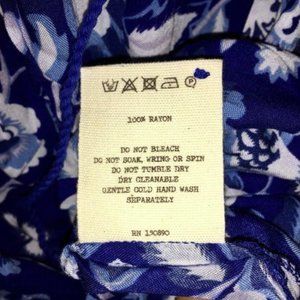 100% RAYON
DO NOT BLEACH
DO NOT SOAK, WRING OR SPIN
DO NOT TUMBLE DRY
DRY CLEANABLE
GENTLE COLD HAND WASH
SEPARATELY
RN 150890